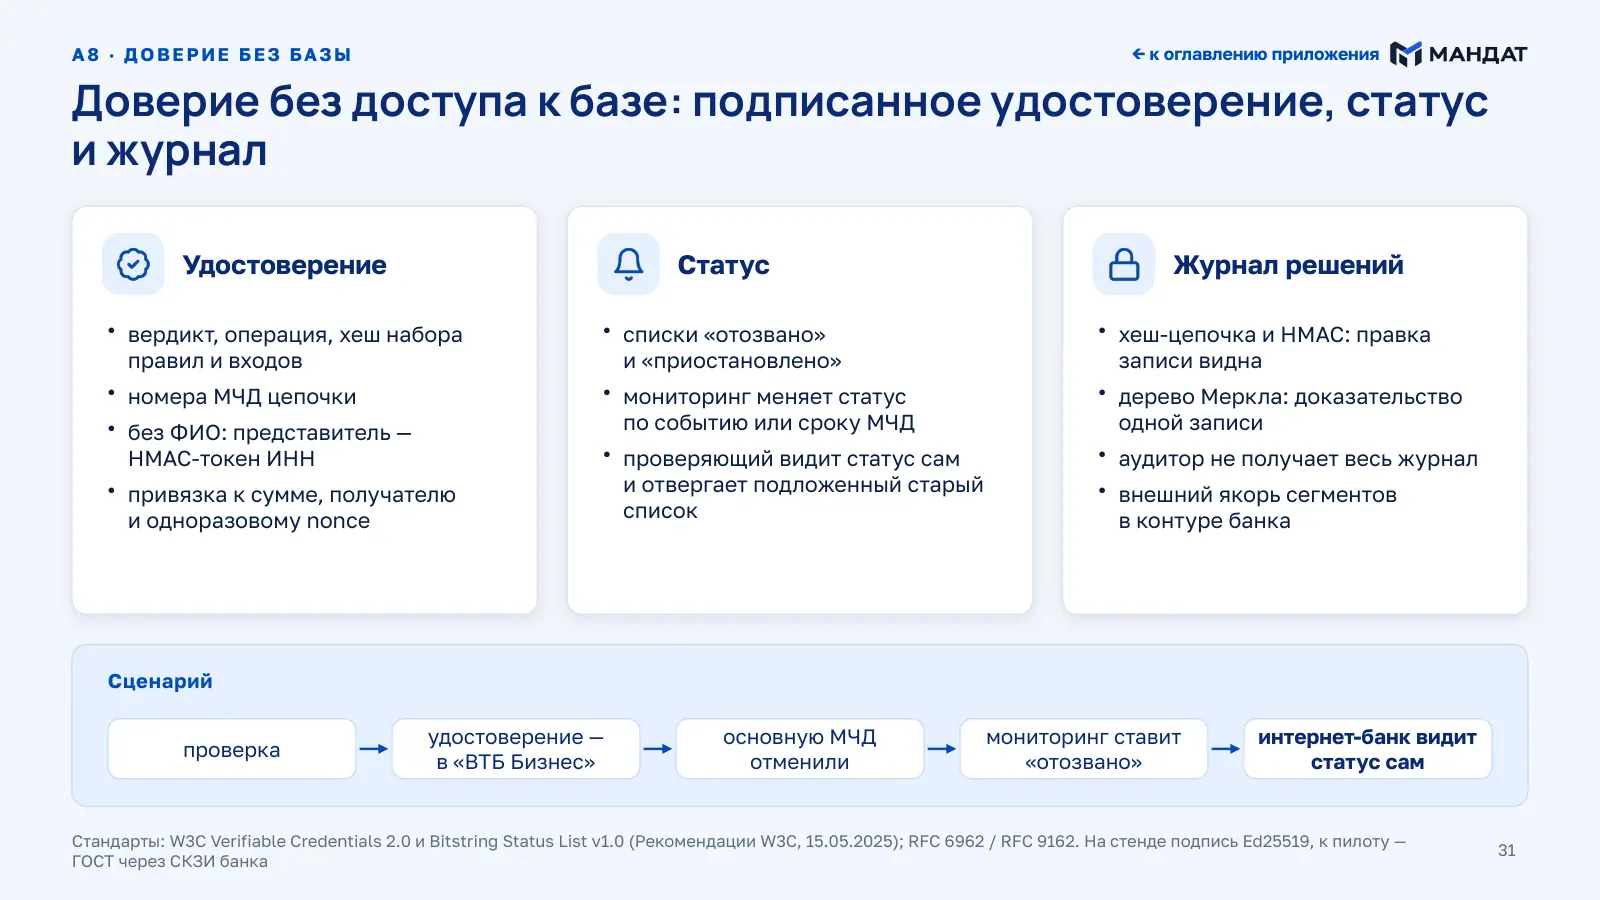 А8 · ДОВЕРИЕ БЕЗ БАЗЫ
← к оглавлению приложения
МАНДАТ
Доверие без доступа к базе: подписанное удостоверение, статус
и журнал
Удостоверение
• вердикт, операция, хеш набора
правил и входов
• номера МЧД цепочки
• без ФИО: представитель —
HMAC-токен ИНН
• привязка к сумме, получателю
и одноразовому nonce
Статус
• списки «отозвано»
и «приостановлено»
• мониторинг меняет статус
по событию или сроку МЧД
• проверяющий видит статус сам
и отвергает подложенный старый
список
Журнал решений
• хеш-цепочка и HMAC: правка
записи видна
• дерево Меркла: доказательство
одной записи
• аудитор не получает весь журнал
• внешний якорь сегментов
в контуре банка
Сценарий
проверка
удостоверение —
в «ВТБ Бизнес»
основную МЧД
отменили
мониторинг ставит
«отозвано»
интернет-банк видит
статус сам
Стандарты: W3C Verifiable Credentials 2.0 и Bitstring Status List v1.0 (Рекомендации W3C, 15.05.2025); RFC 6962 / RFC 9162. На стенде подпись Ed25519, к пилоту —
ГОСТ через СКЗИ банка
31